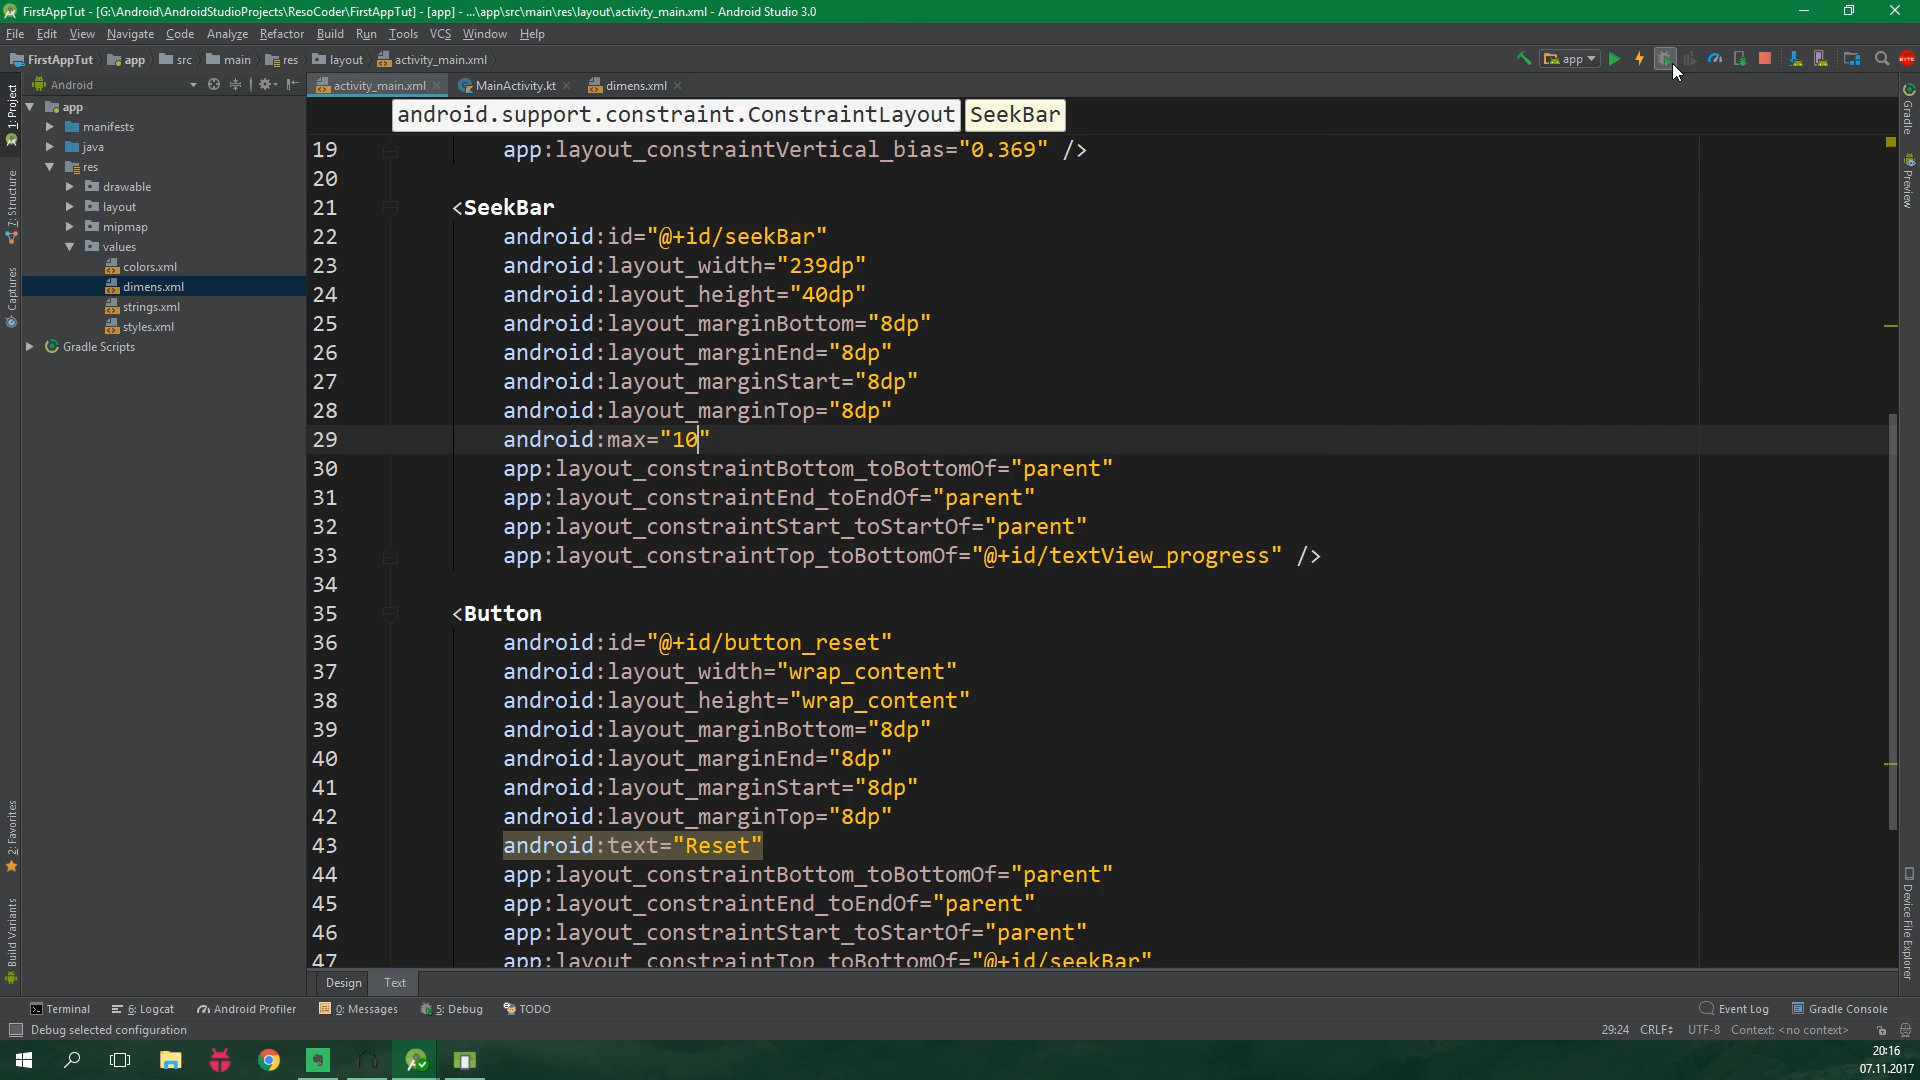 FirstAppTut - [G:\Android\AndroidStudioProjects\ResoCoder\FirstAppTut] - [app] - ...\app\src\main\res\layout\activity_main.xml - Android Studio 3.0
File Edit View Navigate Code Analyze Refactor Build Run Tools VCS Window Help
FirstAppTut app src main res layout activity_main.xml app
Android activity_main.xml MainActivity.kt dimens.xml
android.support.constraint.ConstraintLayout SeekBar
app
manifests
java
res
drawable
layout
mipmap
values
colors.xml
dimens.xml
strings.xml
styles.xml
Gradle Scripts
1: Project
7: Structure
Captures
2: Favorites
Build Variants
19 app:layout_constraintVertical_bias="0.369" />
20
21 <SeekBar
22 android:id="@+id/seekBar"
23 android:layout_width="239dp"
24 android:layout_height="40dp"
25 android:layout_marginBottom="8dp"
26 android:layout_marginEnd="8dp"
27 android:layout_marginStart="8dp"
28 android:layout_marginTop="8dp"
29 android:max="10"
30 app:layout_constraintBottom_toBottomOf="parent"
31 app:layout_constraintEnd_toEndOf="parent"
32 app:layout_constraintStart_toStartOf="parent"
33 app:layout_constraintTop_toBottomOf="@+id/textView_progress" />
34
35 <Button
36 android:id="@+id/button_reset"
37 android:layout_width="wrap_content"
38 android:layout_height="wrap_content"
39 android:layout_marginBottom="8dp"
40 android:layout_marginEnd="8dp"
41 android:layout_marginStart="8dp"
42 android:layout_marginTop="8dp"
43 android:text="Reset"
44 app:layout_constraintBottom_toBottomOf="parent"
45 app:layout_constraintEnd_toEndOf="parent"
46 app:layout_constraintStart_toStartOf="parent"
47 app:layout_constraintTop_toBottomOf="@+id/seekBar"
Gradle
Preview
Device File Explorer
Design Text
Terminal 6: Logcat Android Profiler 0: Messages 5: Debug TODO Event Log Gradle Console
Debug selected configuration 29:24 CRLF UTF-8 Context: <no context>
20:16
07.11.2017